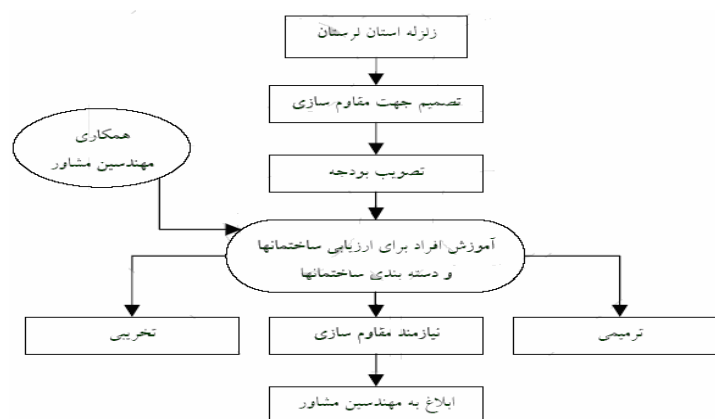 زلزله استان لرستان
تصمیم جهت مقاوم سازی
همکاری
مهندسین مشاور
تصویب بودجه
آموزش افراد برای ارزیابی ساختمانها
و دسته بندی ساختمانها
ترمیمی
نیازمند مقاوم سازی
تخریبی
ابلاغ به مهندسین مشاور